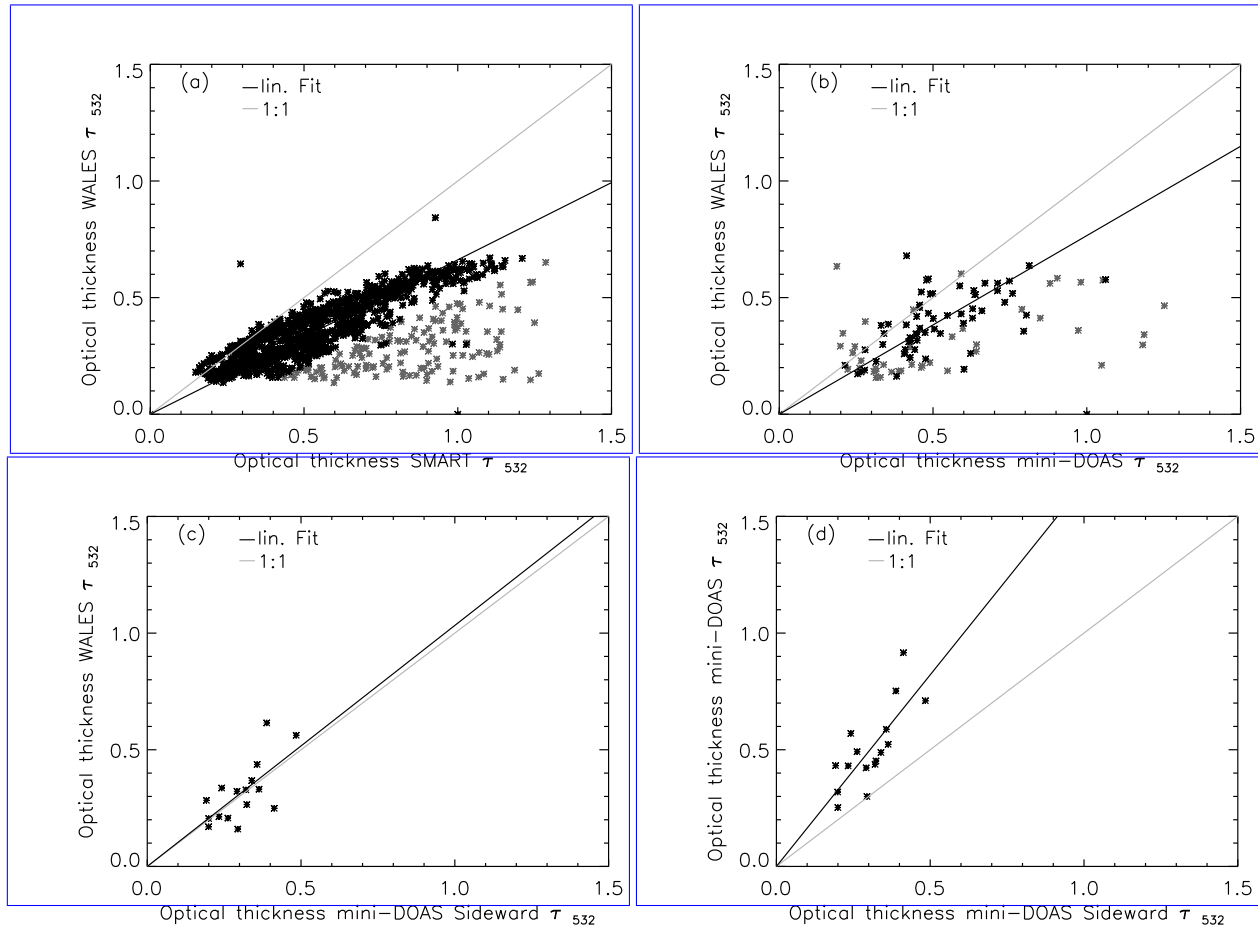 (a)
lin. Fit
1:1
1.5
1.0
0.5
0.0
Optical thickness WALES τ 532
0.0 0.5 1.0 1.5
Optical thickness SMART τ 532
(b)
lin. Fit
1:1
1.5
1.0
0.5
0.0
Optical thickness WALES τ 532
0.0 0.5 1.0 1.5
Optical thickness mini-DOAS τ 532
(c)
lin. Fit
1:1
1.5
1.0
0.5
0.0
Optical thickness WALES τ 532
0.0 0.5 1.0 1.5
Optical thickness mini-DOAS Sideward τ 532
(d)
lin. Fit
1:1
1.5
1.0
0.5
0.0
Optical thickness mini-DOAS τ 532
0.0 0.5 1.0 1.5
Optical thickness mini-DOAS Sideward τ 532